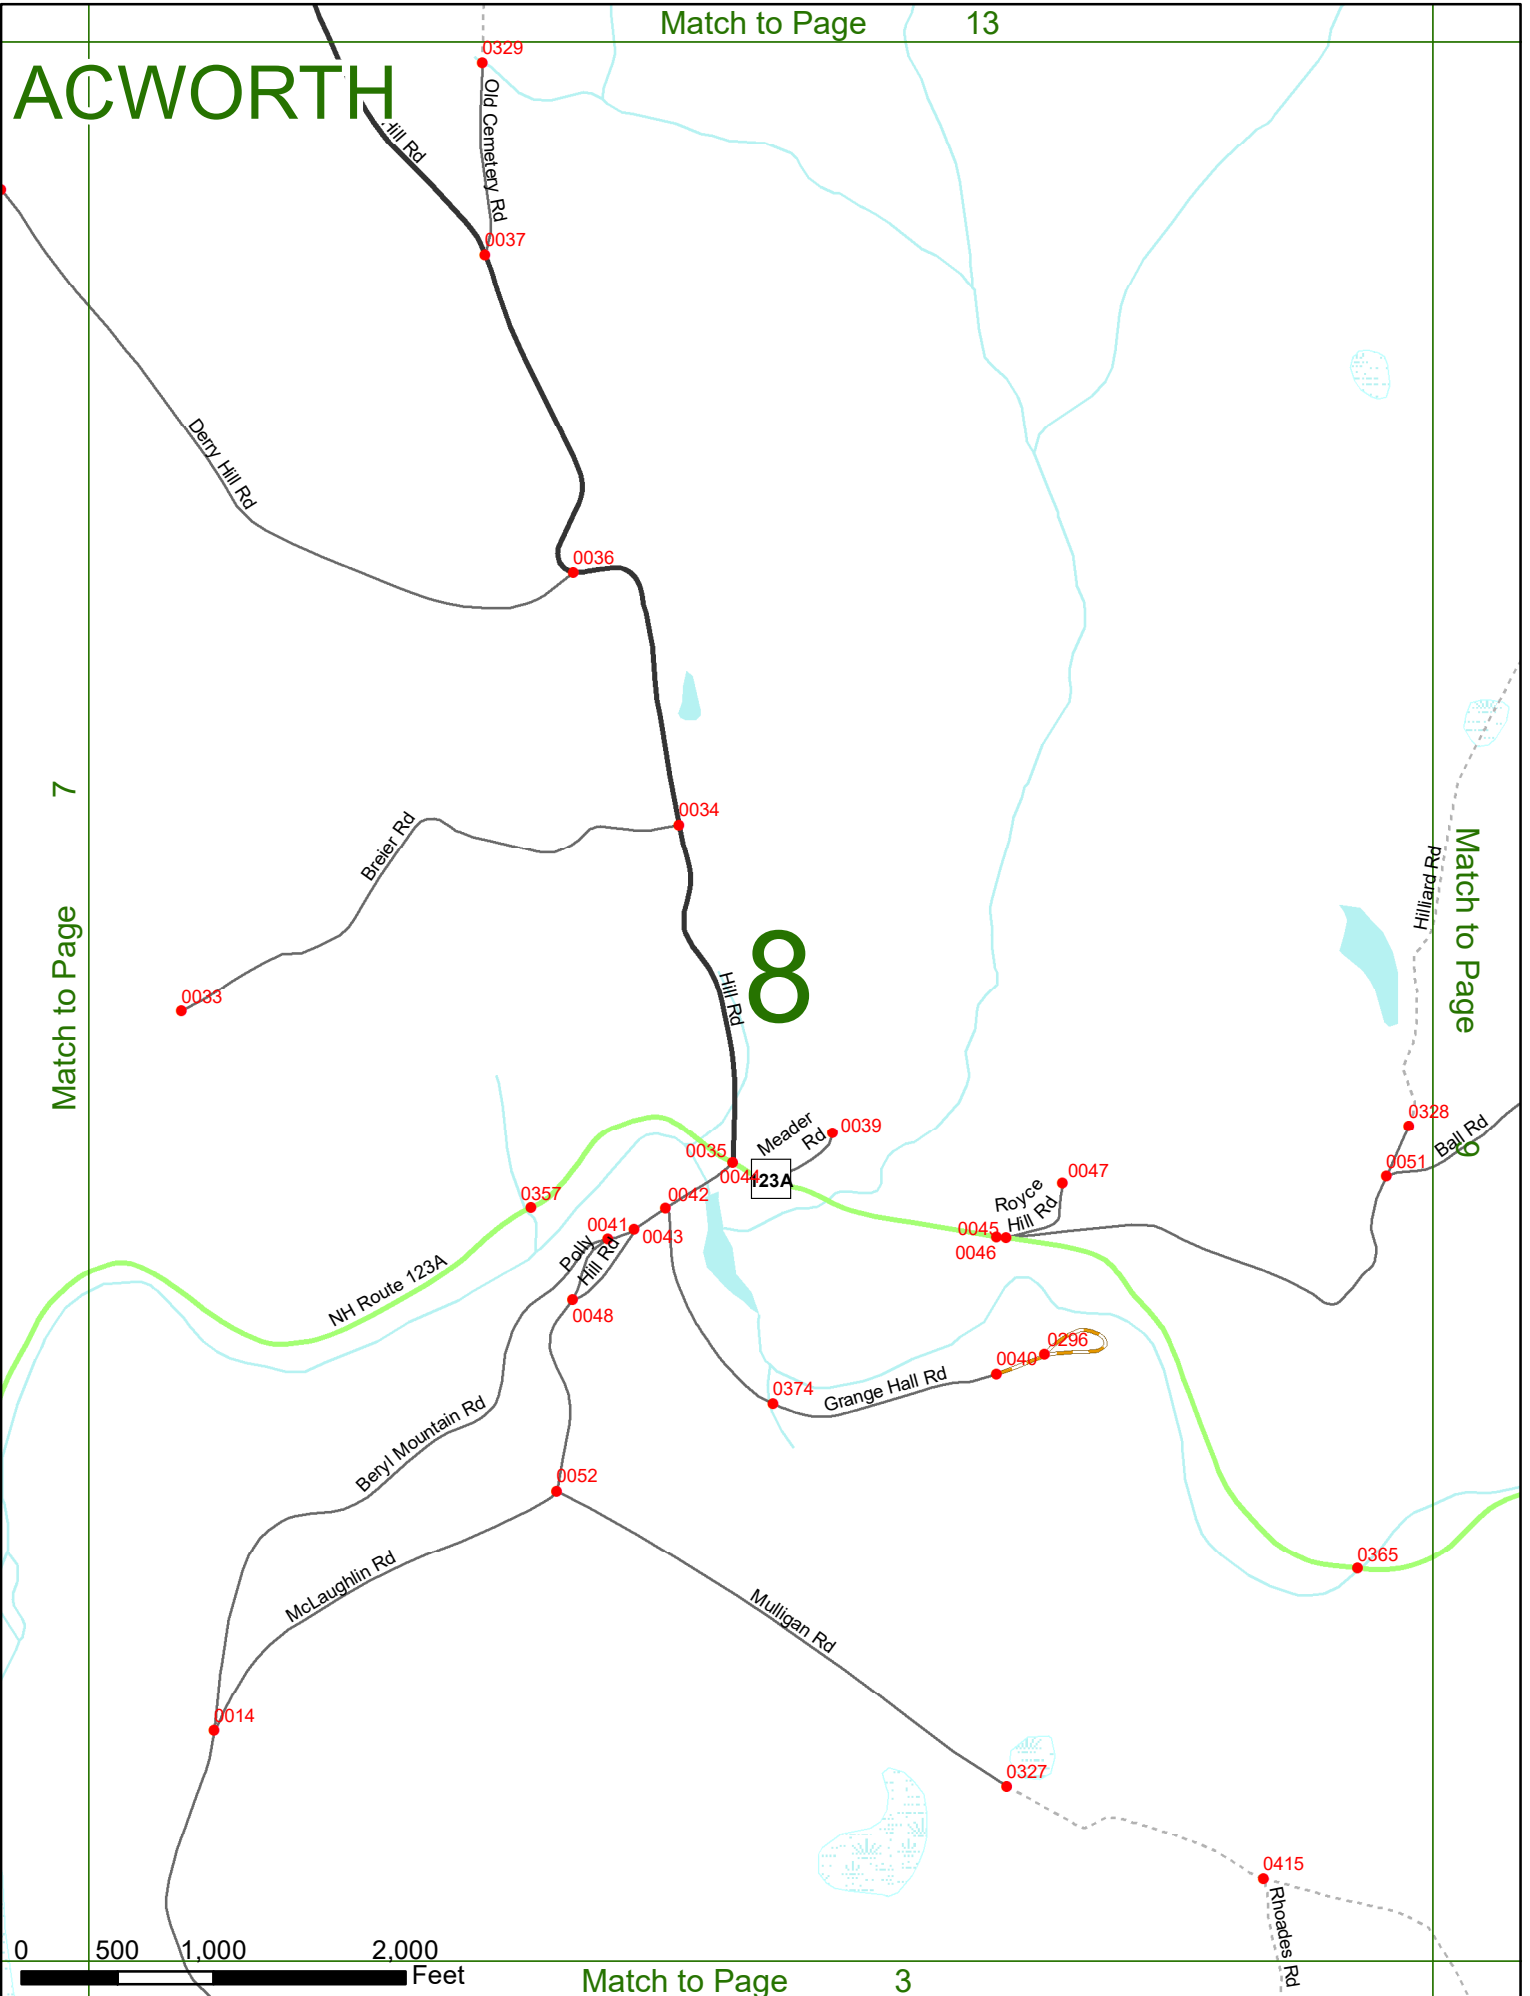 Match to Page 13
ACWORTH
0329
Old Cemetery Rd
Hill Rd
0037
Derry Hill Rd
0036
7
Match to Page
0034
Breier Rd
0033
8
Hill Rd
Hilliard Rd
Match to Page
9
0328
Ball Rd
0051
Meader
Rd
0039
0035
0044
123A
0047
Royce
Hill Rd
0045
0046
0357
0042
0041
0043
Polly
Hill Rd
0048
NH Route 123A
0296
0040
Grange Hall Rd
0374
Beryl Mountain Rd
0052
McLaughlin Rd
Mulligan Rd
0365
0014
0327
0415
Rhoades Rd
0 500 1,000 2,000
Feet
Match to Page 3